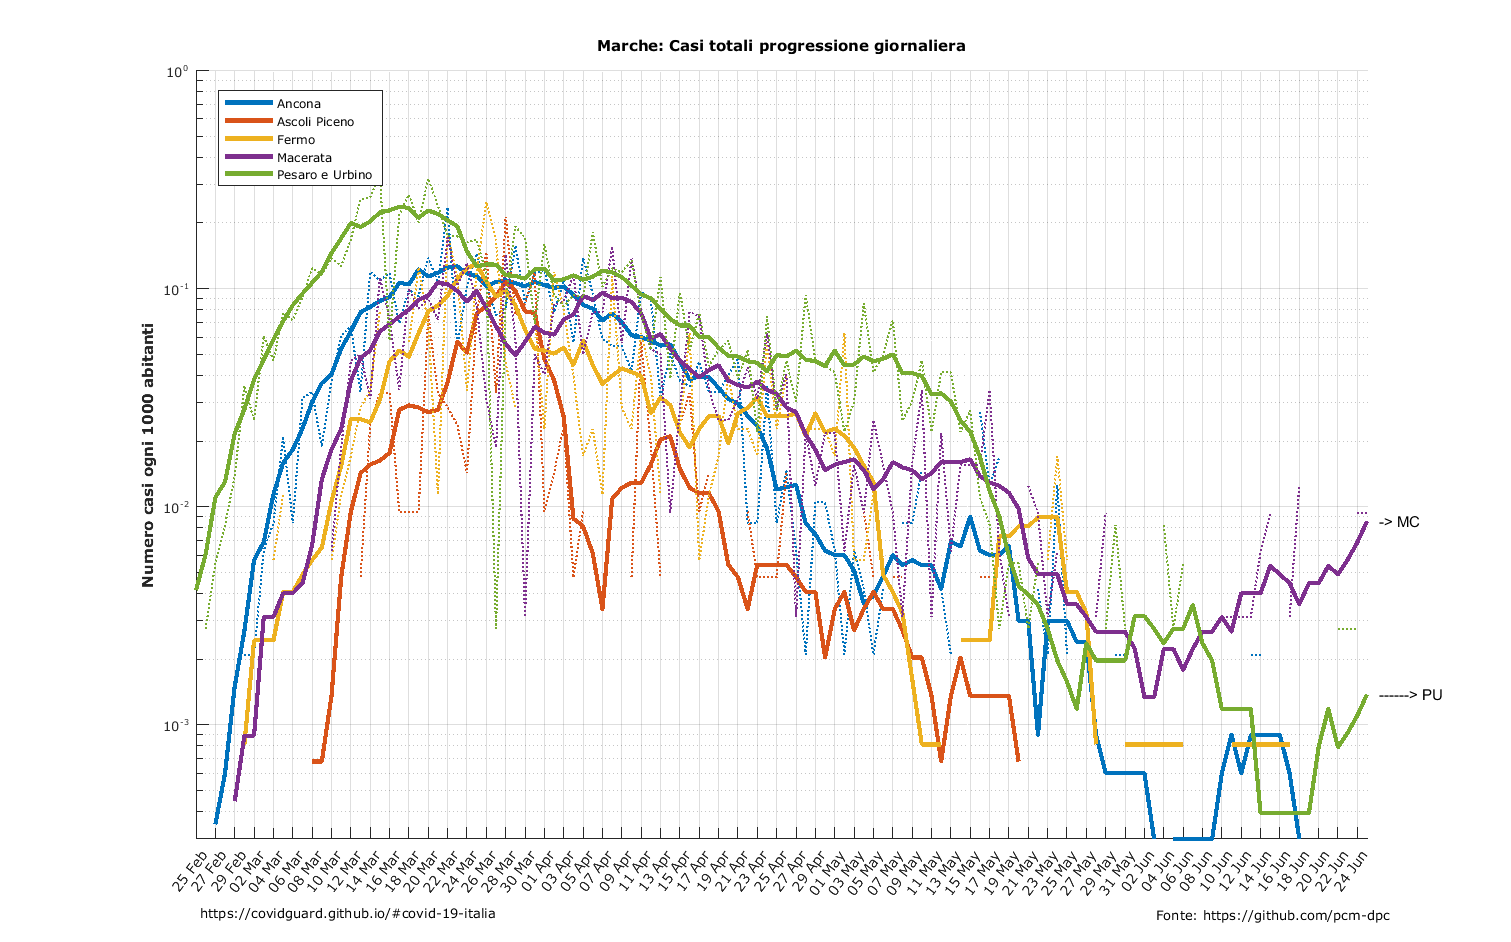 Marche: Casi totali progressione giornaliera
10^0
10^-1
10^-2
10^-3
Numero casi ogni 1000 abitanti
Ancona
Ascoli Piceno
Fermo
Macerata
Pesaro e Urbino
-> MC
------> PU
25 Feb
27 Feb
29 Feb
02 Mar
04 Mar
06 Mar
08 Mar
10 Mar
12 Mar
14 Mar
16 Mar
18 Mar
20 Mar
22 Mar
24 Mar
26 Mar
28 Mar
30 Mar
01 Apr
03 Apr
05 Apr
07 Apr
09 Apr
11 Apr
13 Apr
15 Apr
17 Apr
19 Apr
21 Apr
23 Apr
25 Apr
27 Apr
29 Apr
01 May
03 May
05 May
07 May
09 May
11 May
13 May
15 May
17 May
19 May
21 May
23 May
25 May
27 May
29 May
31 May
02 Jun
04 Jun
06 Jun
08 Jun
10 Jun
12 Jun
14 Jun
16 Jun
18 Jun
20 Jun
22 Jun
24 Jun
https://covidguard.github.io/#covid-19-italia
Fonte: https://github.com/pcm-dpc